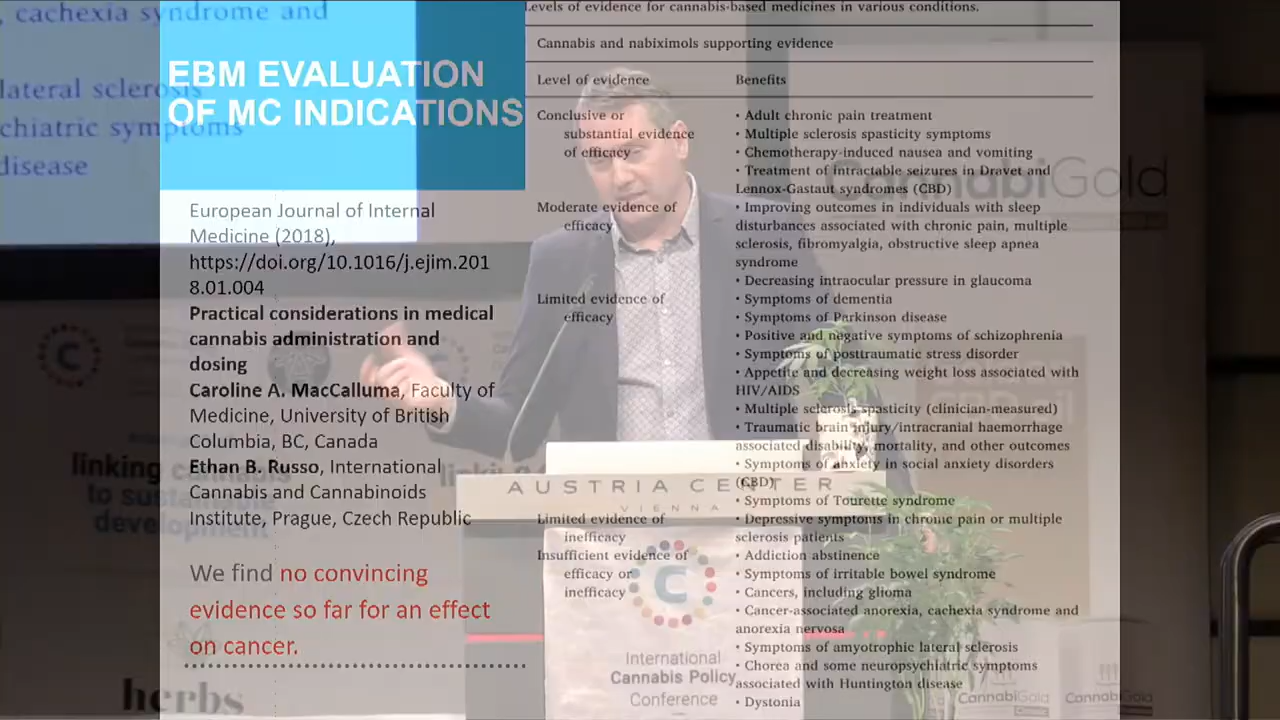 , cachexia syndrome and
lateral sclerosis
chiatric symptoms
disease
EBM EVALUATION
OF MC INDICATIONS
European Journal of Internal
Medicine (2018),
https://doi.org/10.1016/j.ejim.201
8.01.004
Practical considerations in medical
cannabis administration and
dosing
Caroline A. MacCalluma, Faculty of
Medicine, University of British
Columbia, BC, Canada
Ethan B. Russo, International
Cannabis and Cannabinoids
Institute, Prague, Czech Republic
We find no convincing
evidence so far for an effect
on cancer.
Levels of evidence for cannabis-based medicines in various conditions.
Cannabis and nabiximols supporting evidence
Level of evidence Benefits
Conclusive or • Adult chronic pain treatment
substantial evidence • Multiple sclerosis spasticity symptoms
of efficacy • Chemotherapy-induced nausea and vomiting
• Treatment of intractable seizures in Dravet and
Lennox-Gastaut syndromes (CBD)
Moderate evidence of • Improving outcomes in individuals with sleep
efficacy disturbances associated with chronic pain, multiple
sclerosis, fibromyalgia, obstructive sleep apnea
syndrome
• Decreasing intraocular pressure in glaucoma
Limited evidence of • Symptoms of dementia
efficacy • Symptoms of Parkinson disease
• Positive and negative symptoms of schizophrenia
• Symptoms of posttraumatic stress disorder
• Appetite and decreasing weight loss associated with
HIV/AIDS
• Multiple sclerosis spasticity (clinician-measured)
• Traumatic brain injury/intracranial haemorrhage
associated disability, mortality, and other outcomes
• Symptoms of anxiety in social anxiety disorders
(CBD)
• Symptoms of Tourette syndrome
Limited evidence of • Depressive symptoms in chronic pain or multiple
inefficacy sclerosis patients
Insufficient evidence of • Addiction abstinence
efficacy or • Symptoms of irritable bowel syndrome
inefficacy • Cancers, including glioma
• Cancer-associated anorexia, cachexia syndrome and
anorexia nervosa
• Symptoms of amyotrophic lateral sclerosis
• Chorea and some neuropsychiatric symptoms
associated with Huntington disease
• Dystonia
CannabiGold
linking cannabis
to sustainable
development
AUSTRIA CENTER
VIENNA
C
International
Cannabis Policy
Conference
herbs
CannabiGold
CannabiGold